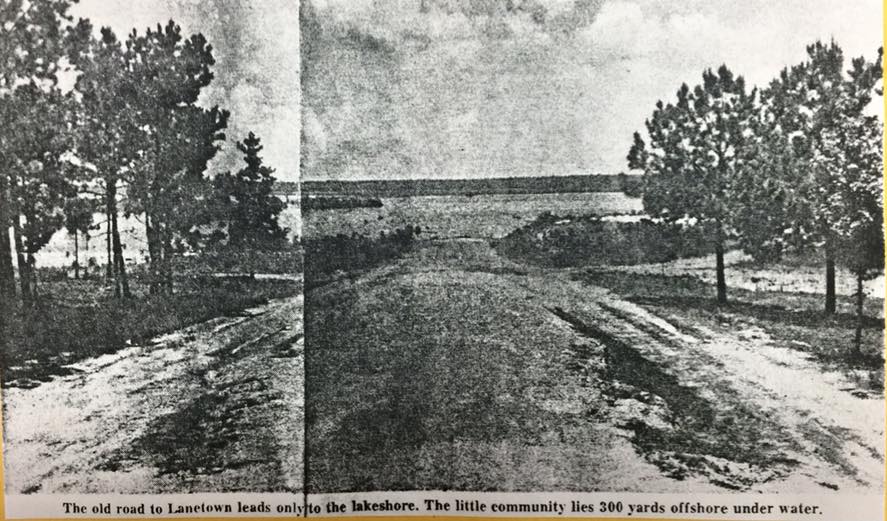 The old road to Lanetown leads only to the lakeshore. The little community lies 300 yards offshore under water.